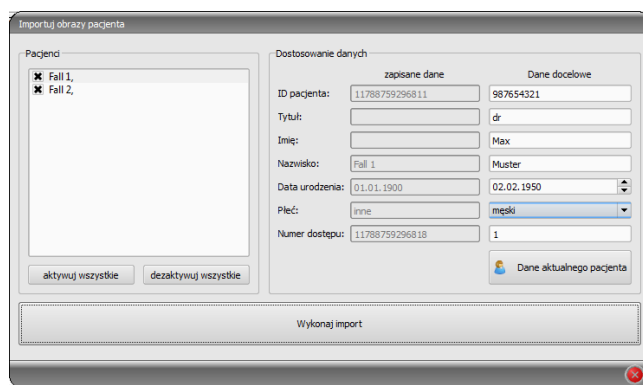 Importuj obrazy pacjenta
Pacjenci
Fall 1,
Fall 2,
aktywuj wszystkie
dezaktywuj wszystkie
Dostosowanie danych
zapisane dane Dane docelowe
ID pacjenta: 11788759296811 987654321
Tytuł: dr
Imię: Max
Nazwisko: Fall 1 Muster
Data urodzenia: 01.01.1900 02.02.1950
Płeć: inne męski
Numer dostępu: 11788759296818 1
Dane aktualnego pacjenta
Wykonaj import